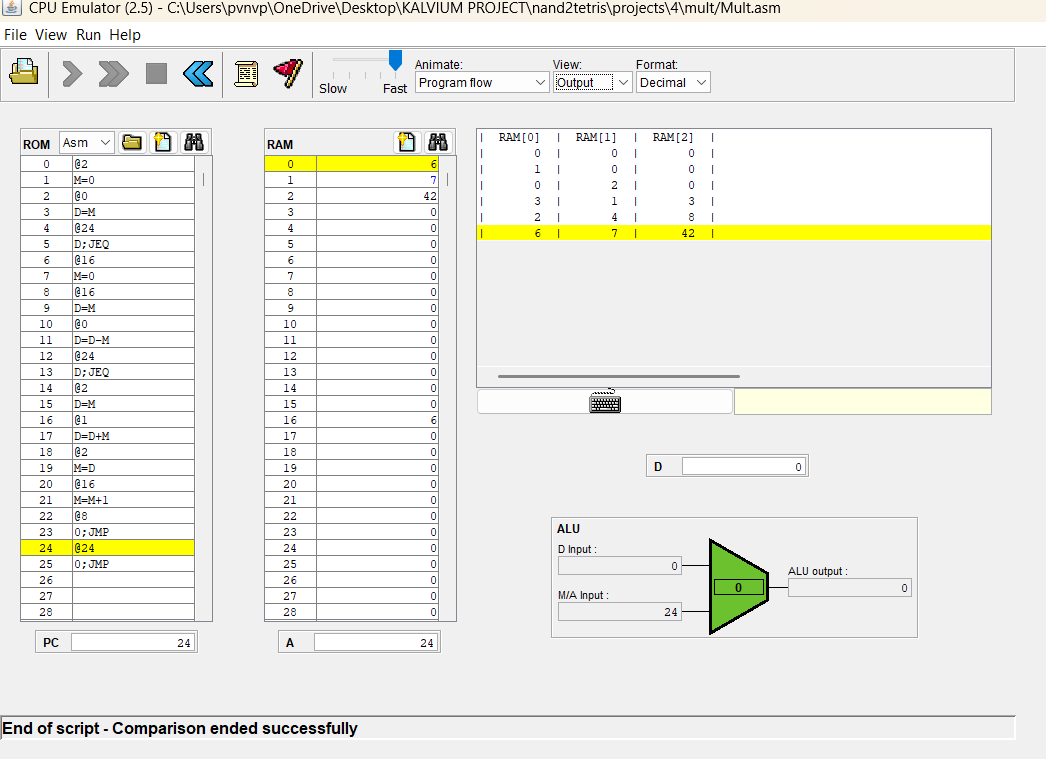 CPU Emulator (2.5) - C:\Users\pvnvp\OneDrive\Desktop\KALVIUM PROJECT\nand2tetris\projects\4\mult/Mult.asm
File View Run Help
Slow Fast
Animate:
Program flow
View:
Output
Format:
Decimal
ROM Asm
0 @2
1 M=0
2 @0
3 D=M
4 @24
5 D;JEQ
6 @16
7 M=0
8 @16
9 D=M
10 @0
11 D=D-M
12 @24
13 D;JEQ
14 @2
15 D=M
16 @1
17 D=D+M
18 @2
19 M=D
20 @16
21 M=M+1
22 @8
23 0;JMP
24 @24
25 0;JMP
26
27
28
PC 24
RAM
0 6
1 7
2 42
3 0
4 0
5 0
6 0
7 0
8 0
9 0
10 0
11 0
12 0
13 0
14 0
15 0
16 6
17 0
18 0
19 0
20 0
21 0
22 0
23 0
24 0
25 0
26 0
27 0
28 0
A 24
| RAM[0] | RAM[1] | RAM[2] |
| 0 | 0 | 0 |
| 1 | 0 | 0 |
| 0 | 2 | 0 |
| 3 | 1 | 3 |
| 2 | 4 | 8 |
| 6 | 7 | 42 |
D 0
ALU
D Input :
0
M/A Input :
24
0
ALU output :
0
End of script - Comparison ended successfully